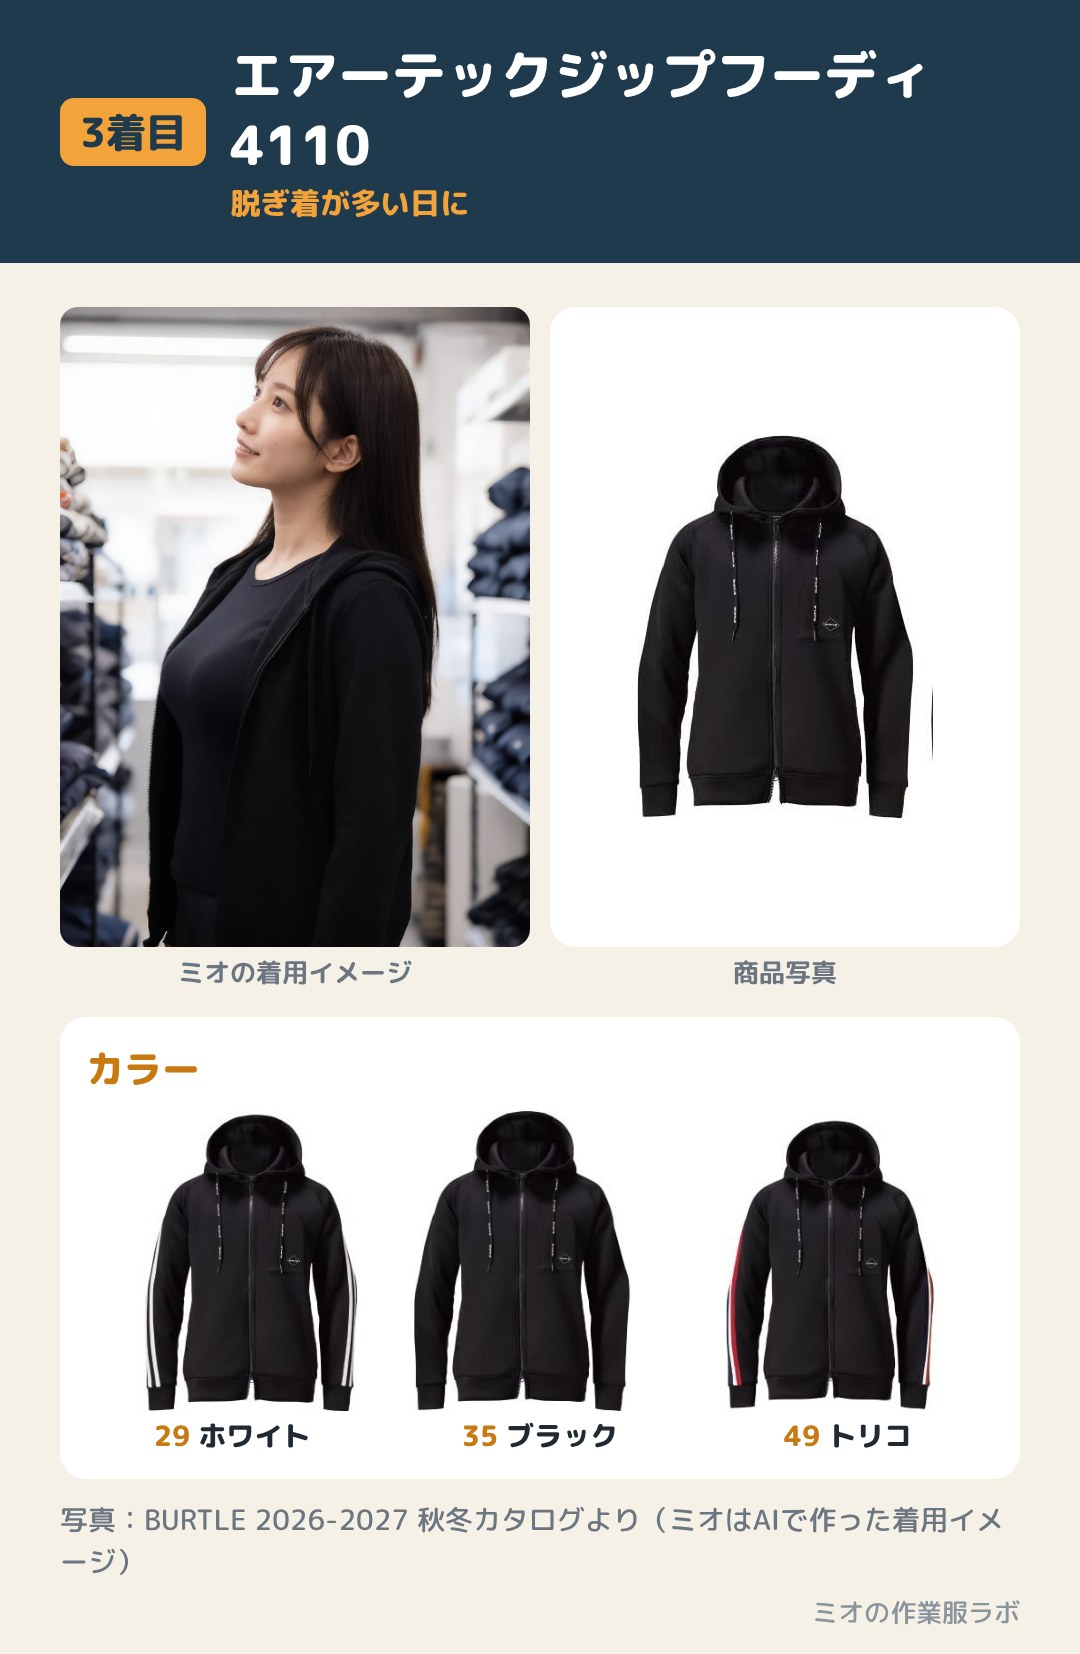 エアーテックジップフーディ
4110
3着目
脱ぎ着が多い日に
ミオの着用イメージ
商品写真
カラー
29 ホワイト
35 ブラック
49 トリコ
写真：BURTLE 2026-2027 秋冬カタログより（ミオはAIで作った着用イメ
ージ）
ミオの作業服ラボ